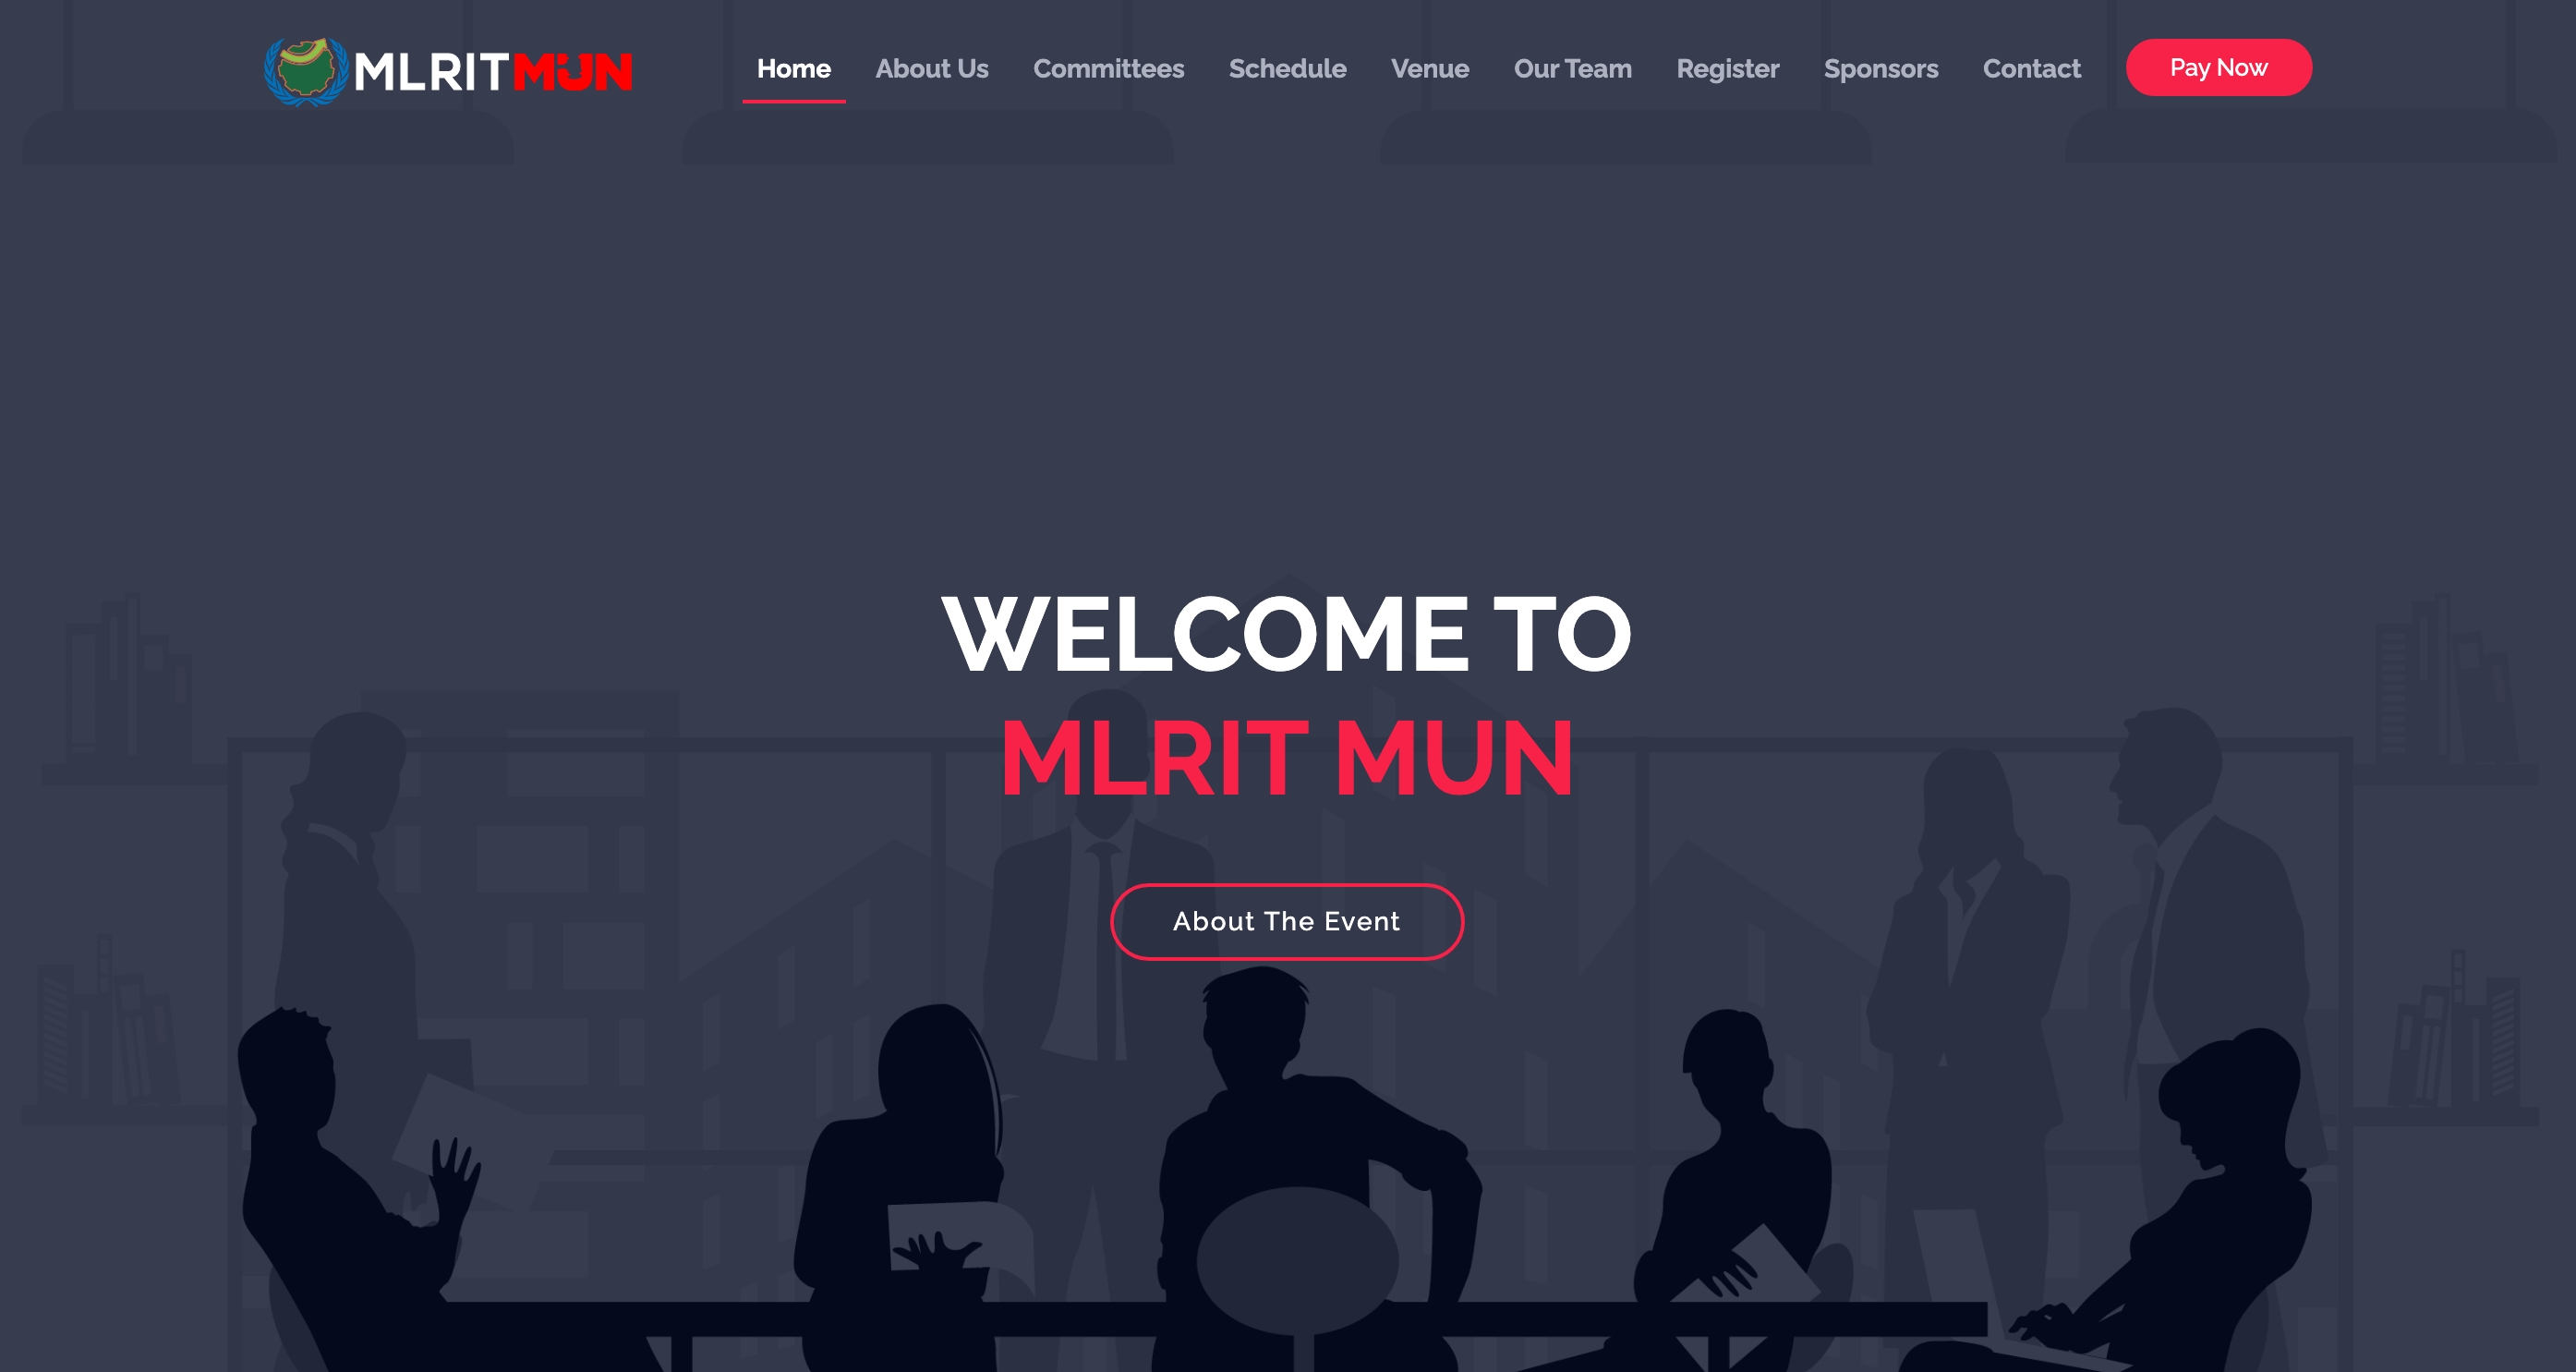 MLRITMUN
Home About Us Committees Schedule Venue Our Team Register Sponsors Contact Pay Now
WELCOME TO
MLRIT MUN
About The Event